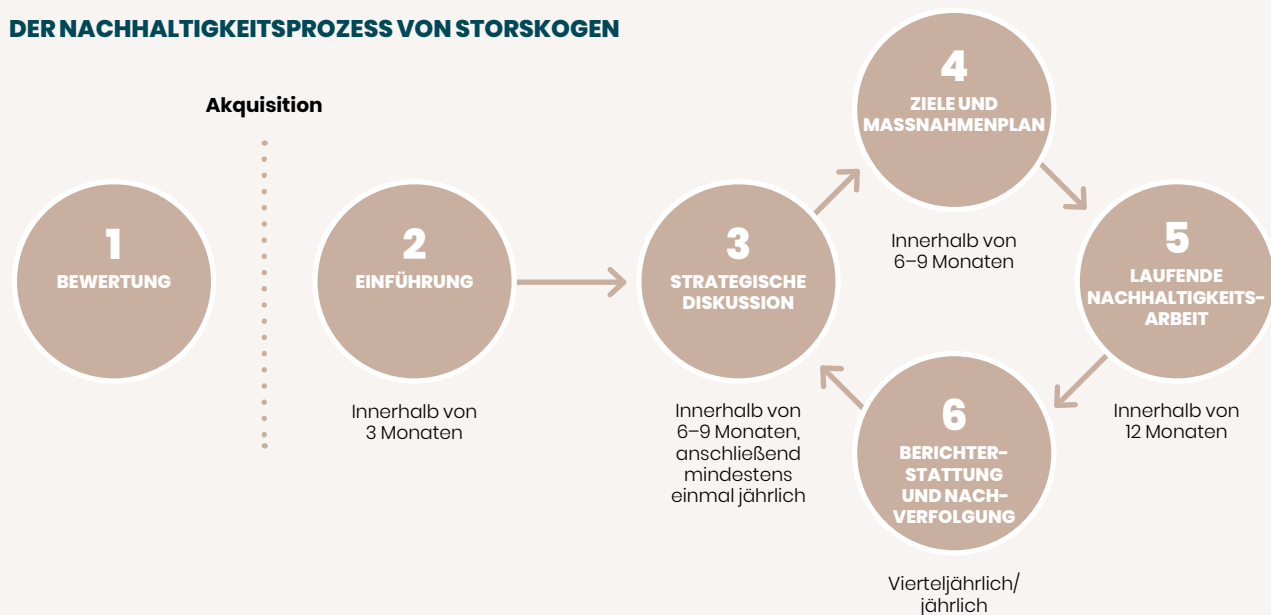 DER NACHHALTIGKEITSPROZESS VON STORSKOGEN
Akquisition
1
BEWERTUNG
2
EINFÜHRUNG
Innerhalb von
3 Monaten
3
STRATEGISCHE
DISKUSSION
Innerhalb von
6–9 Monaten,
anschließend
mindestens
einmal jährlich
4
ZIELE UND
MASSNAHMENPLAN
Innerhalb von
6–9 Monaten
5
LAUFENDE
NACHHALTIGKEITS-
ARBEIT
Innerhalb von
12 Monaten
6
BERICHTER-
STATTUNG
UND NACH-
VERFOLGUNG
Vierteljährlich/
jährlich